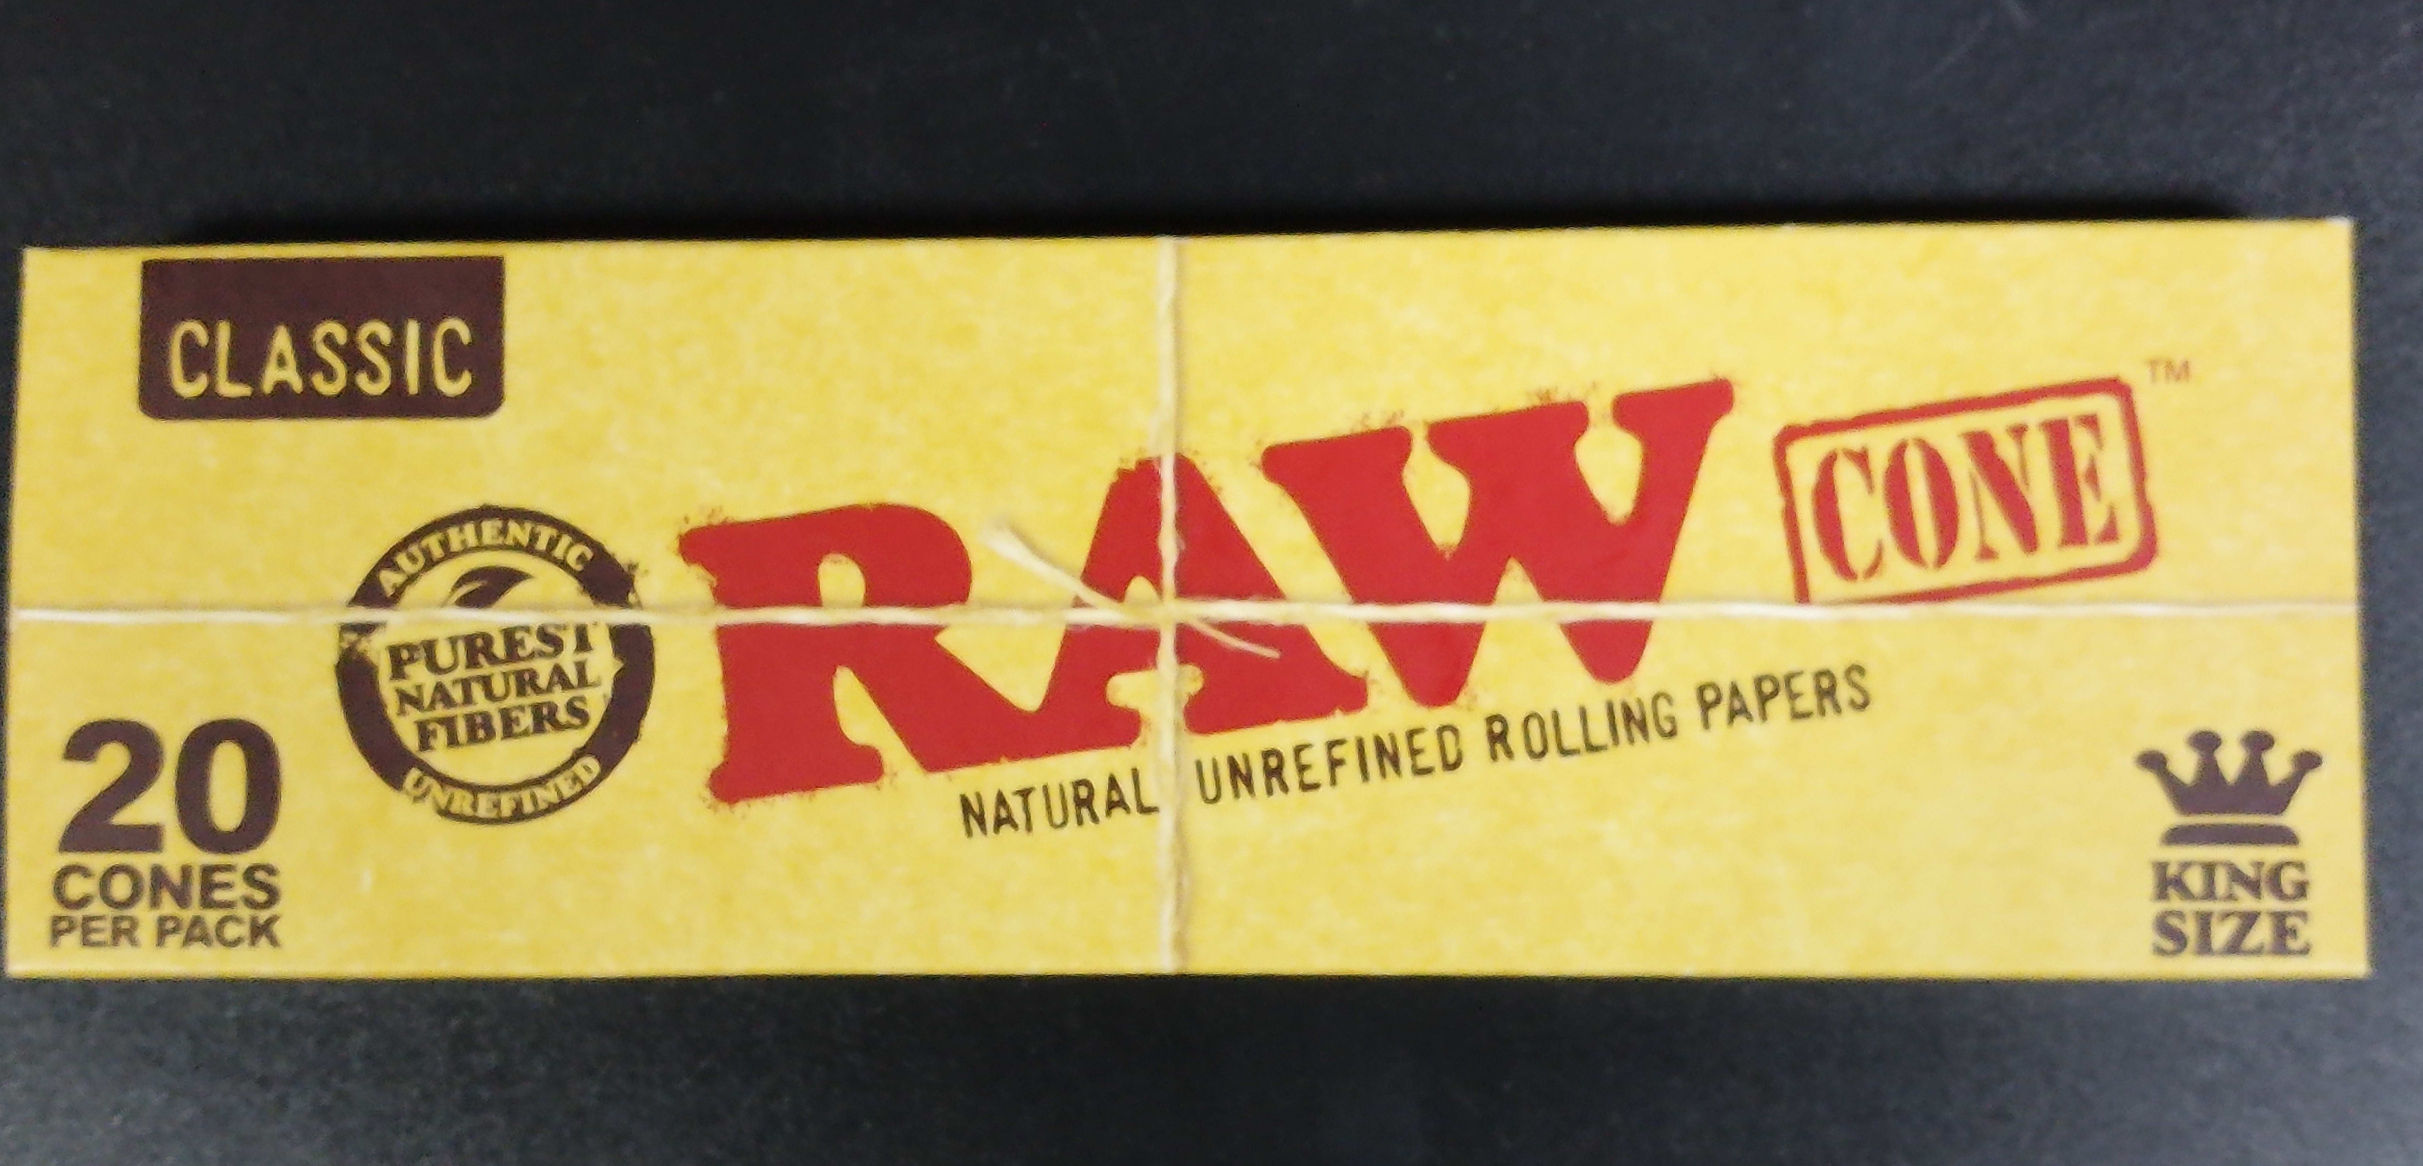 CLASSIC
AUTHENTIC
PUREST
NATURAL
FIBERS
UNREFINED
RAW
CONE
TM
NATURAL UNREFINED ROLLING PAPERS
20
CONES
PER PACK
KING
SIZE